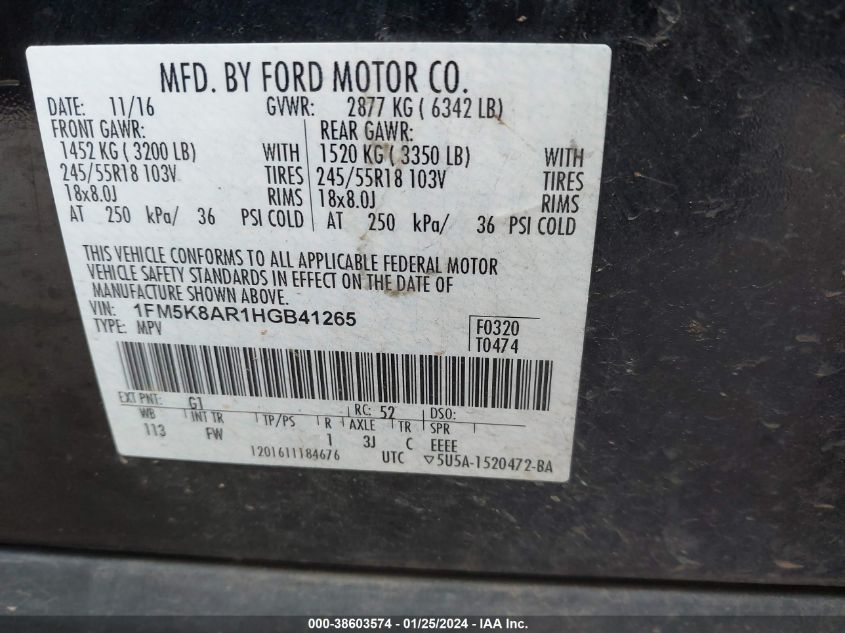 MFD. BY FORD MOTOR CO.
DATE: 11/16 GVWR: 2877 KG ( 6342 LB)
FRONT GAWR: REAR GAWR:
1452 KG ( 3200 LB) WITH 1520 KG ( 3350 LB) WITH
245/55R18 103V TIRES 245/55R18 103V TIRES
18x8.0J RIMS 18x8.0J RIMS
AT 250 kPa/ 36 PSI COLD AT 250 kPa/ 36 PSI COLD
THIS VEHICLE CONFORMS TO ALL APPLICABLE FEDERAL MOTOR
VEHICLE SAFETY STANDARDS IN EFFECT ON THE DATE OF
MANUFACTURE SHOWN ABOVE.
VIN: 1FM5K8AR1HGB41265 F0320
TYPE: MPV T0474
EXT PNT: G1 RC: 52 DSO:
WB INT TR TP/PS R AXLE TR SPR
113 FW 1 3J C EEEE
1201611184676 UTC ▽5U5A-1520472-BA
000-38603574 - 01/25/2024 - IAA Inc.